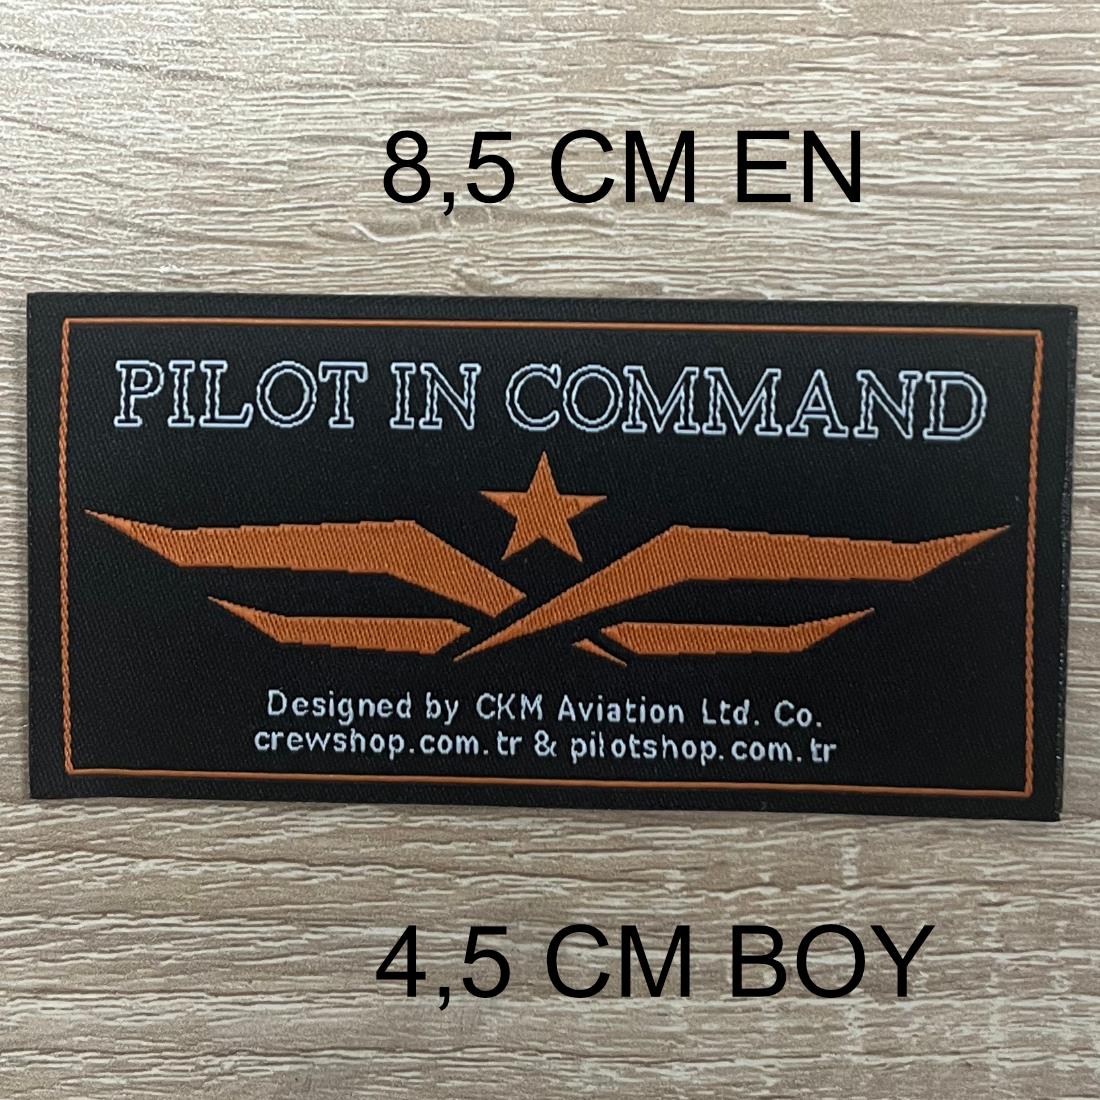 8,5 CM EN
PILOT IN COMMAND
Designed by CKM Aviation Ltd. Co.
crewshop.com.tr & pilotshop.com.tr
4,5 CM BOY